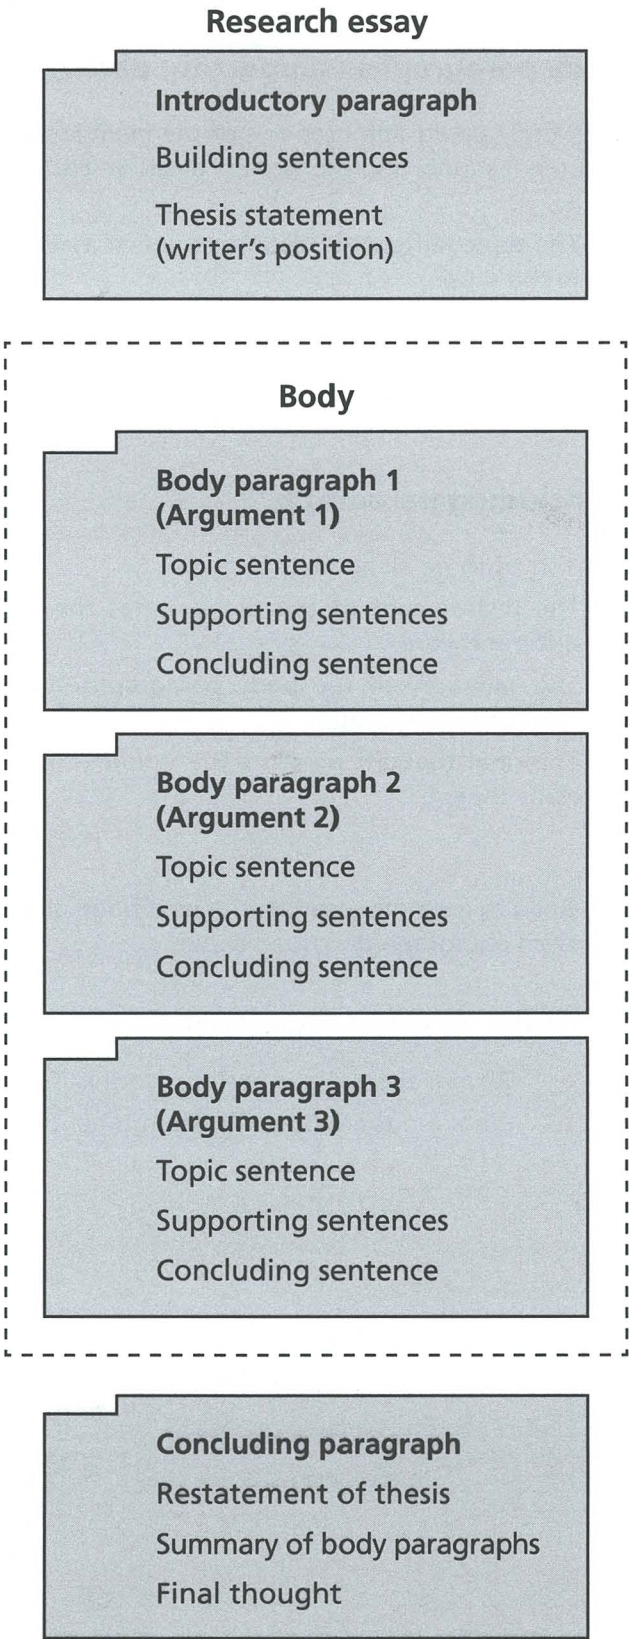 Research essay
Introductory paragraph
Building sentences
Thesis statement
(writer's position)
Body
Body paragraph 1
(Argument 1)
Topic sentence
Supporting sentences
Concluding sentence
Body paragraph 2
(Argument 2)
Topic sentence
Supporting sentences
Concluding sentence
Body paragraph 3
(Argument 3)
Topic sentence
Supporting sentences
Concluding sentence
Concluding paragraph
Restatement of thesis
Summary of body paragraphs
Final thought